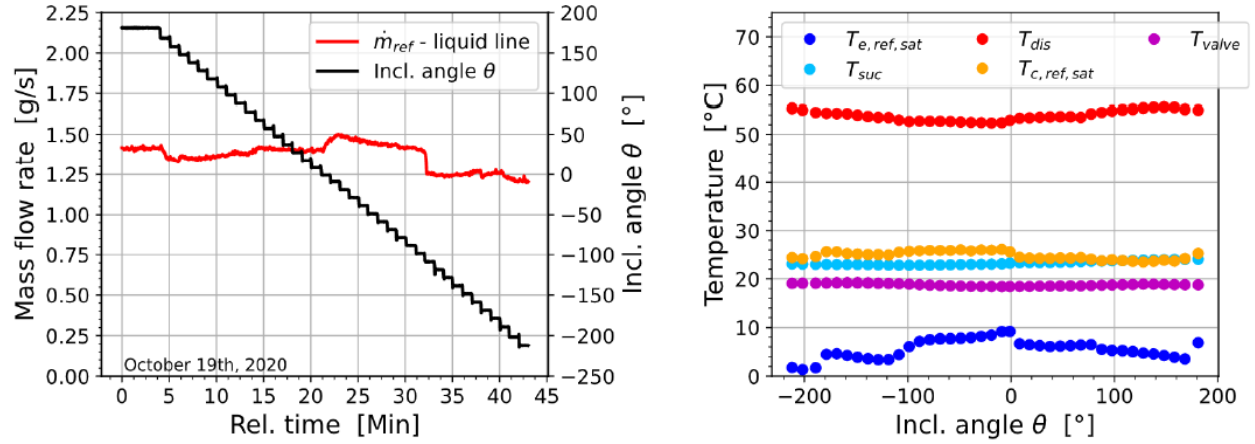 2.25
2.00
1.75
1.50
1.25
1.00
0.75
0.50
0.25
0.00
Mass flow rate [g/s]
ṁref - liquid line
Incl. angle θ
October 19th, 2020
0 5 10 15 20 25 30 35 40 45
Rel. time [Min]
200
150
100
50
0
−50
−100
−150
−200
−250
Incl. angle θ [°]
Te,ref,sat Tdis Tvalve
Tsuc Tc,ref,sat
70
60
50
40
30
20
10
0
Temperature [°C]
−200 −100 0 100 200
Incl. angle θ [°]